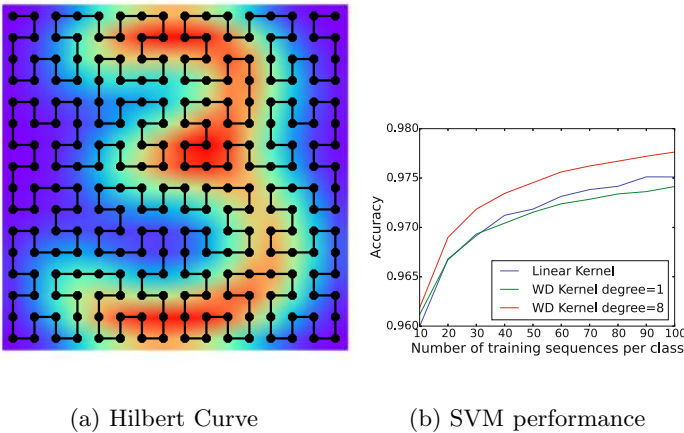 0.980
0.975
0.970
0.965
0.960
Accuracy
Linear Kernel
WD Kernel degree=1
WD Kernel degree=8
10 20 30 40 50 60 70 80 90 100
Number of training sequences per class
(a) Hilbert Curve
(b) SVM performance